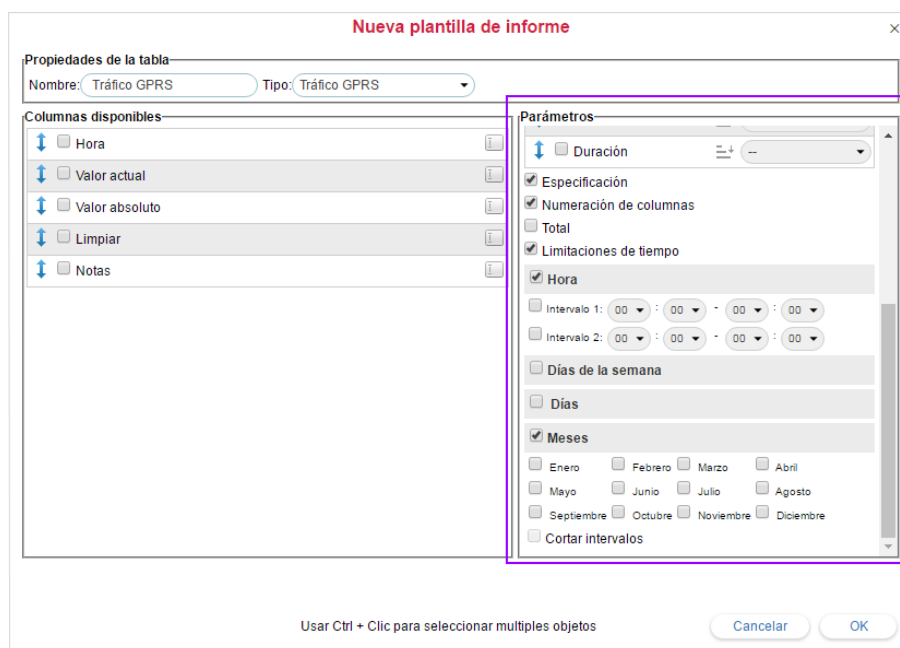 Nueva plantilla de informe
×
Propiedades de la tabla
Nombre: Tráfico GPRS Tipo: Tráfico GPRS
Columnas disponibles
Hora
Valor actual
Valor absoluto
Limpiar
Notas
Parámetros
Duración --
Especificación
Numeración de columnas
Total
Limitaciones de tiempo
Hora
Intervalo 1: 00 : 00 - 00 : 00
Intervalo 2: 00 : 00 - 00 : 00
Días de la semana
Días
Meses
Enero Febrero Marzo Abril
Mayo Junio Julio Agosto
Septiembre Octubre Noviembre Diciembre
Cortar intervalos
Usar Ctrl + Clic para seleccionar multiples objetos Cancelar OK